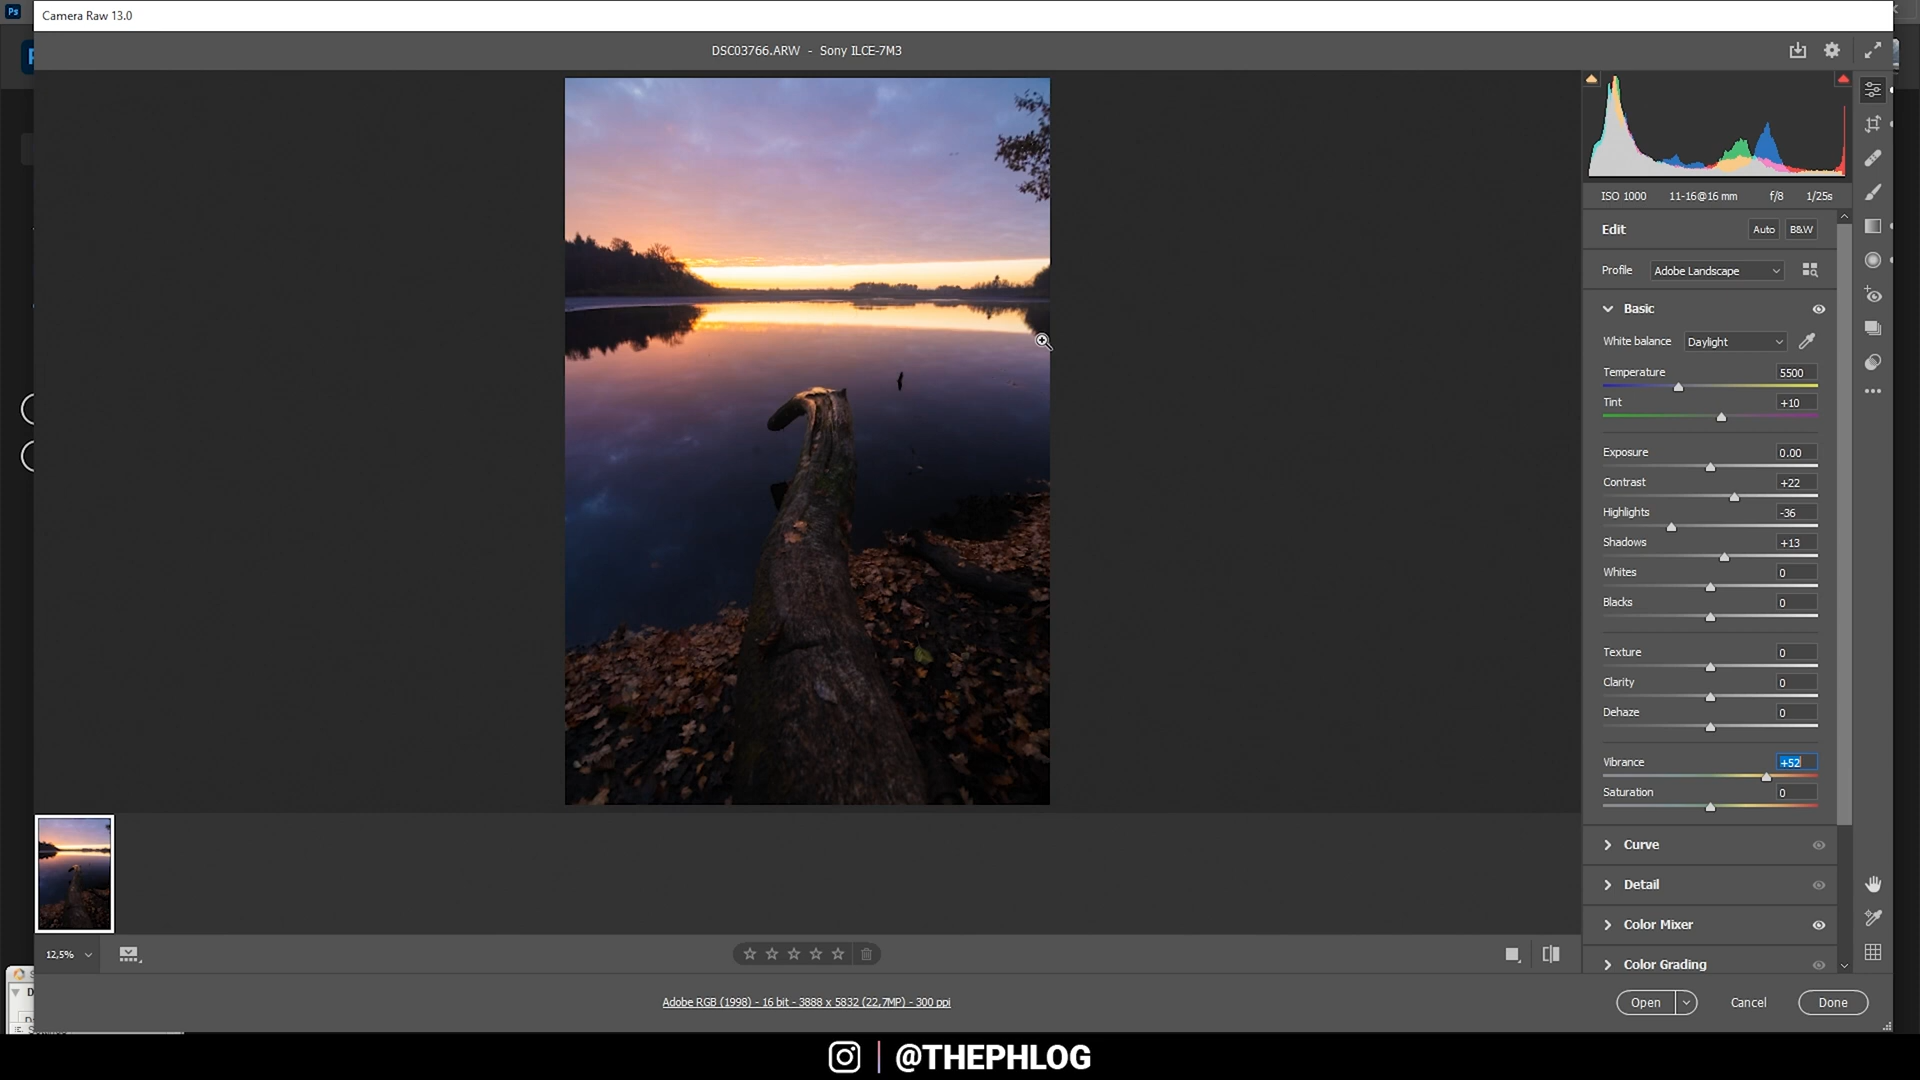 Ps
Camera Raw 13.0
DSC03766.ARW - Sony ILCE-7M3
ISO 1000 11-16@16 mm f/8 1/25s
Edit Auto B&W
Profile Adobe Landscape
Basic
White balance Daylight
Temperature 5500
Tint +10
Exposure 0.00
Contrast +22
Highlights -36
Shadows +13
Whites 0
Blacks 0
Texture 0
Clarity 0
Dehaze 0
Vibrance +52
Saturation 0
Curve
Detail
Color Mixer
Color Grading
12,5%
Adobe RGB (1998) - 16 bit - 3888 x 5832 (22,7MP) - 300 ppi
Open Cancel Done
@THEPHLOG